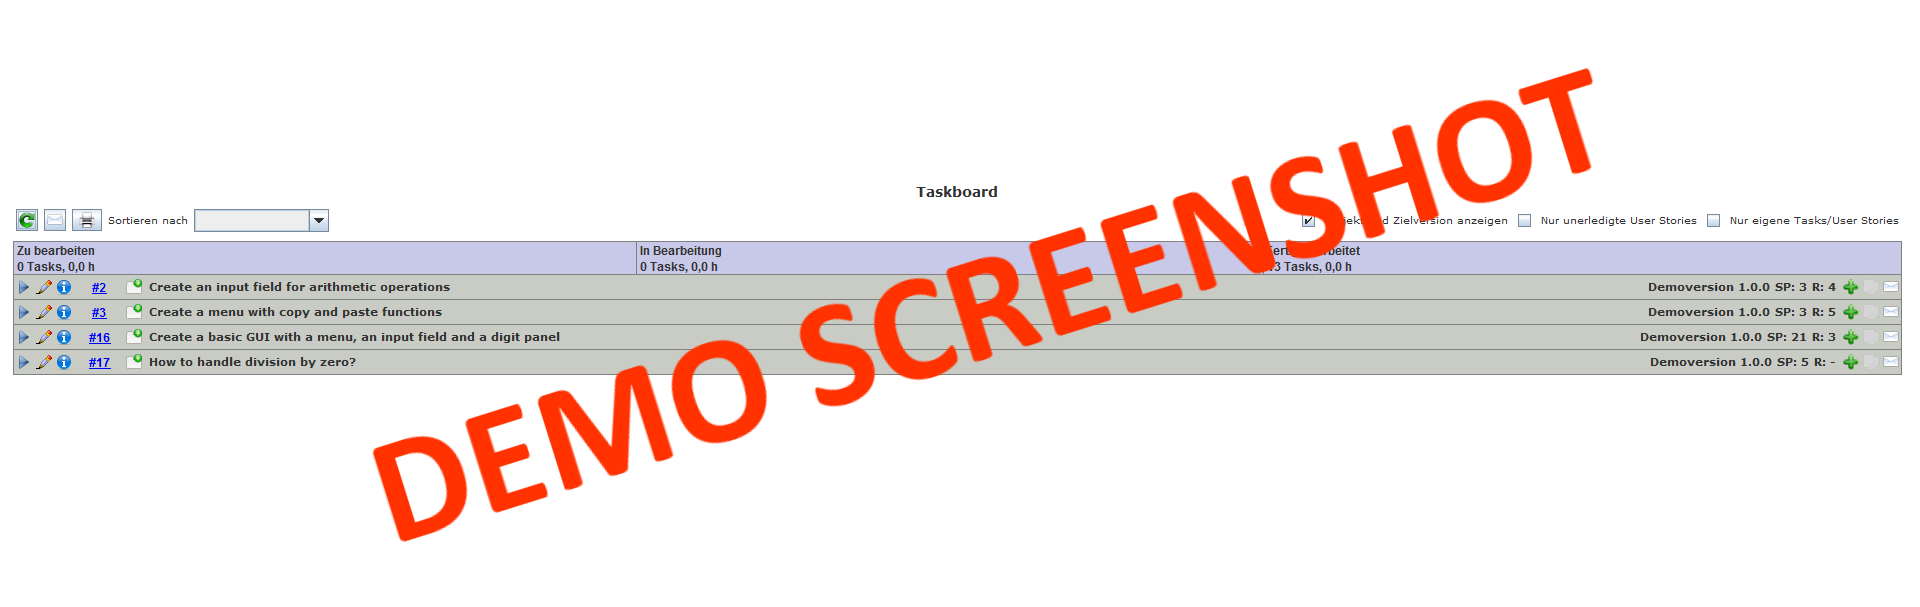 Taskboard
Sortieren nach
Zielversion anzeigen Nur unerledigte User Stories Nur eigene Tasks/User Stories
Zu bearbeiten In Bearbeitung
0 Tasks, 0,0 h 0 Tasks, 0,0 h Tasks, 0,0 h
#2 Create an input field for arithmetic operations Demoversion 1.0.0 SP: 3 R: 4
#3 Create a menu with copy and paste functions Demoversion 1.0.0 SP: 3 R: 5
#16 Create a basic GUI with a menu, an input field and a digit panel Demoversion 1.0.0 SP: 21 R: 3
#17 How to handle division by zero? Demoversion 1.0.0 SP: 5 R: -
DEMO SCREENSHOT